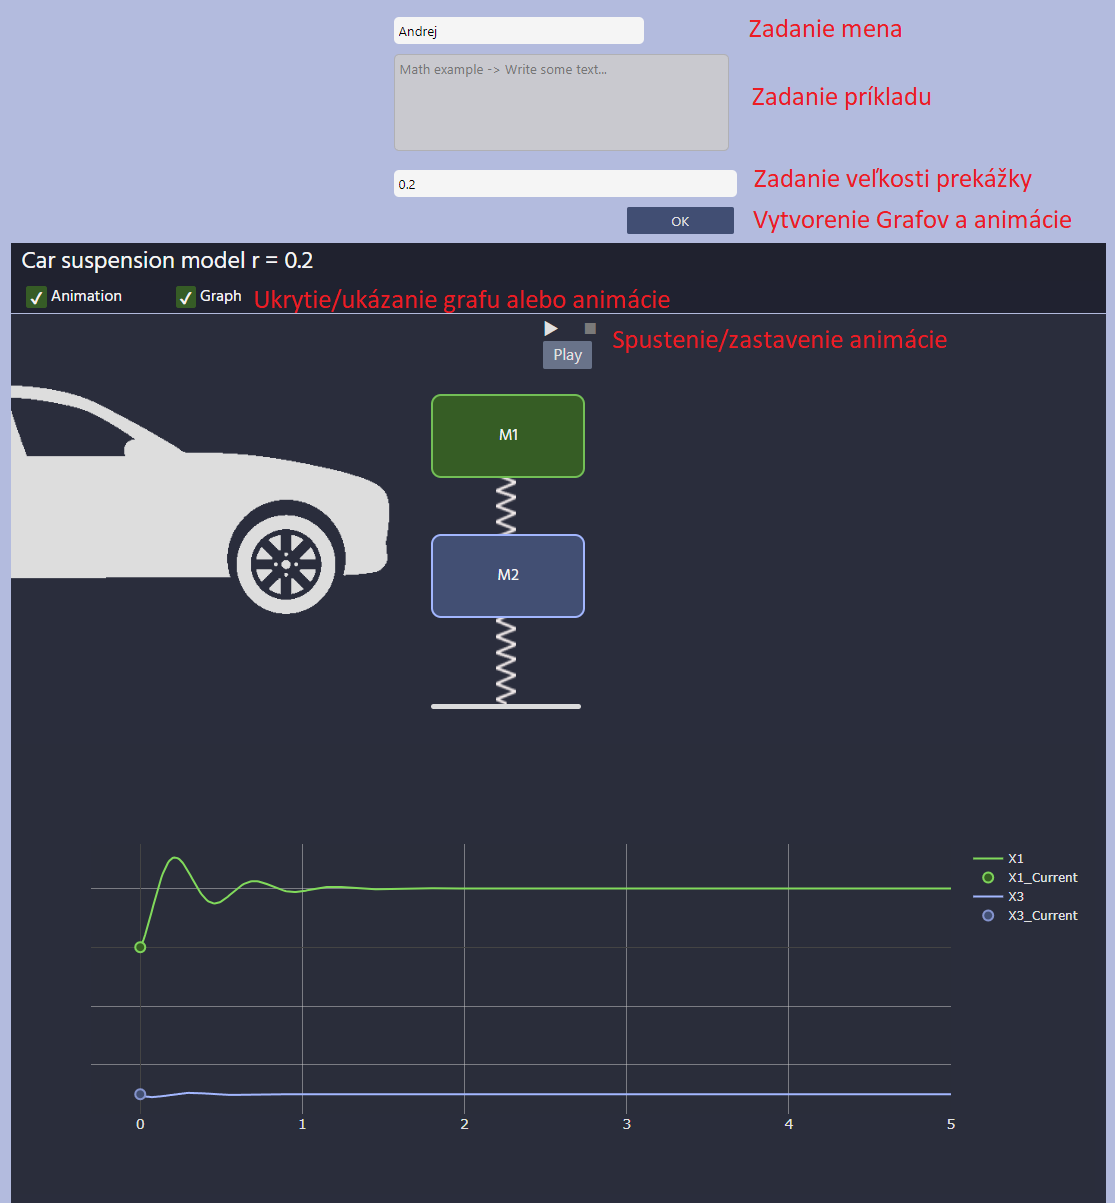 Andrej
Zadanie mena
Math example -> Write some text...
Zadanie príkladu
0.2
Zadanie veľkosti prekážky
OK
Vytvorenie Grafov a animácie
Car suspension model r = 0.2
Animation
Graph
Ukrytie/ukázanie grafu alebo animácie
Spustenie/zastavenie animácie
Play
M1
M2
X1
X1_Current
X3
X3_Current
0 1 2 3 4 5